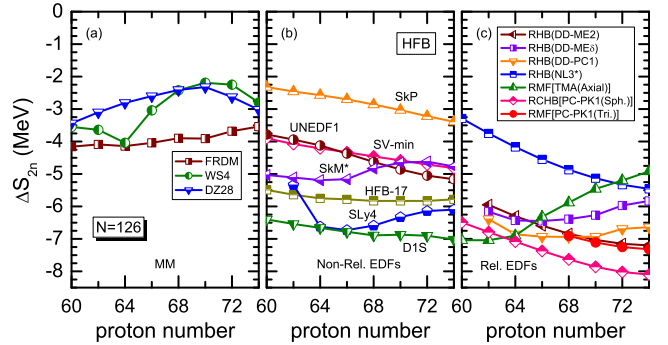 (a)
(b)
HFB
(c)
RHB(DD-ME2)
RHB(DD-MEδ)
RHB(DD-PC1)
RHB(NL3*)
RMF[TMA(Axial)]
RCHB[PC-PK1(Sph.)]
RMF[PC-PK1(Tri.)]
-1
-2
-3
-4
-5
-6
-7
-8
ΔS2n (MeV)
FRDM
WS4
DZ28
N=126
MM
SkP
UNEDF1
SV-min
SkM*
HFB-17
SLy4
D1S
Non-Rel. EDFs
Rel. EDFs
60 64 68 72 60 64 68 72 60 64 68 72
proton number proton number proton number